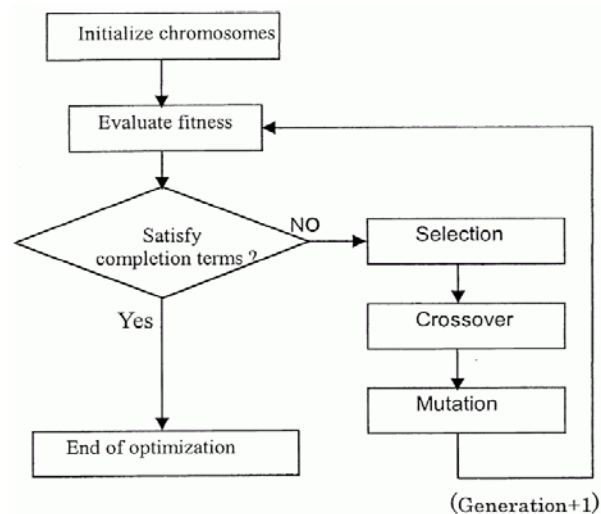 Initialize chromosomes
Evaluate fitness
Satisfy
completion terms ?
NO
Yes
Selection
Crossover
Mutation
End of optimization
(Generation+1)